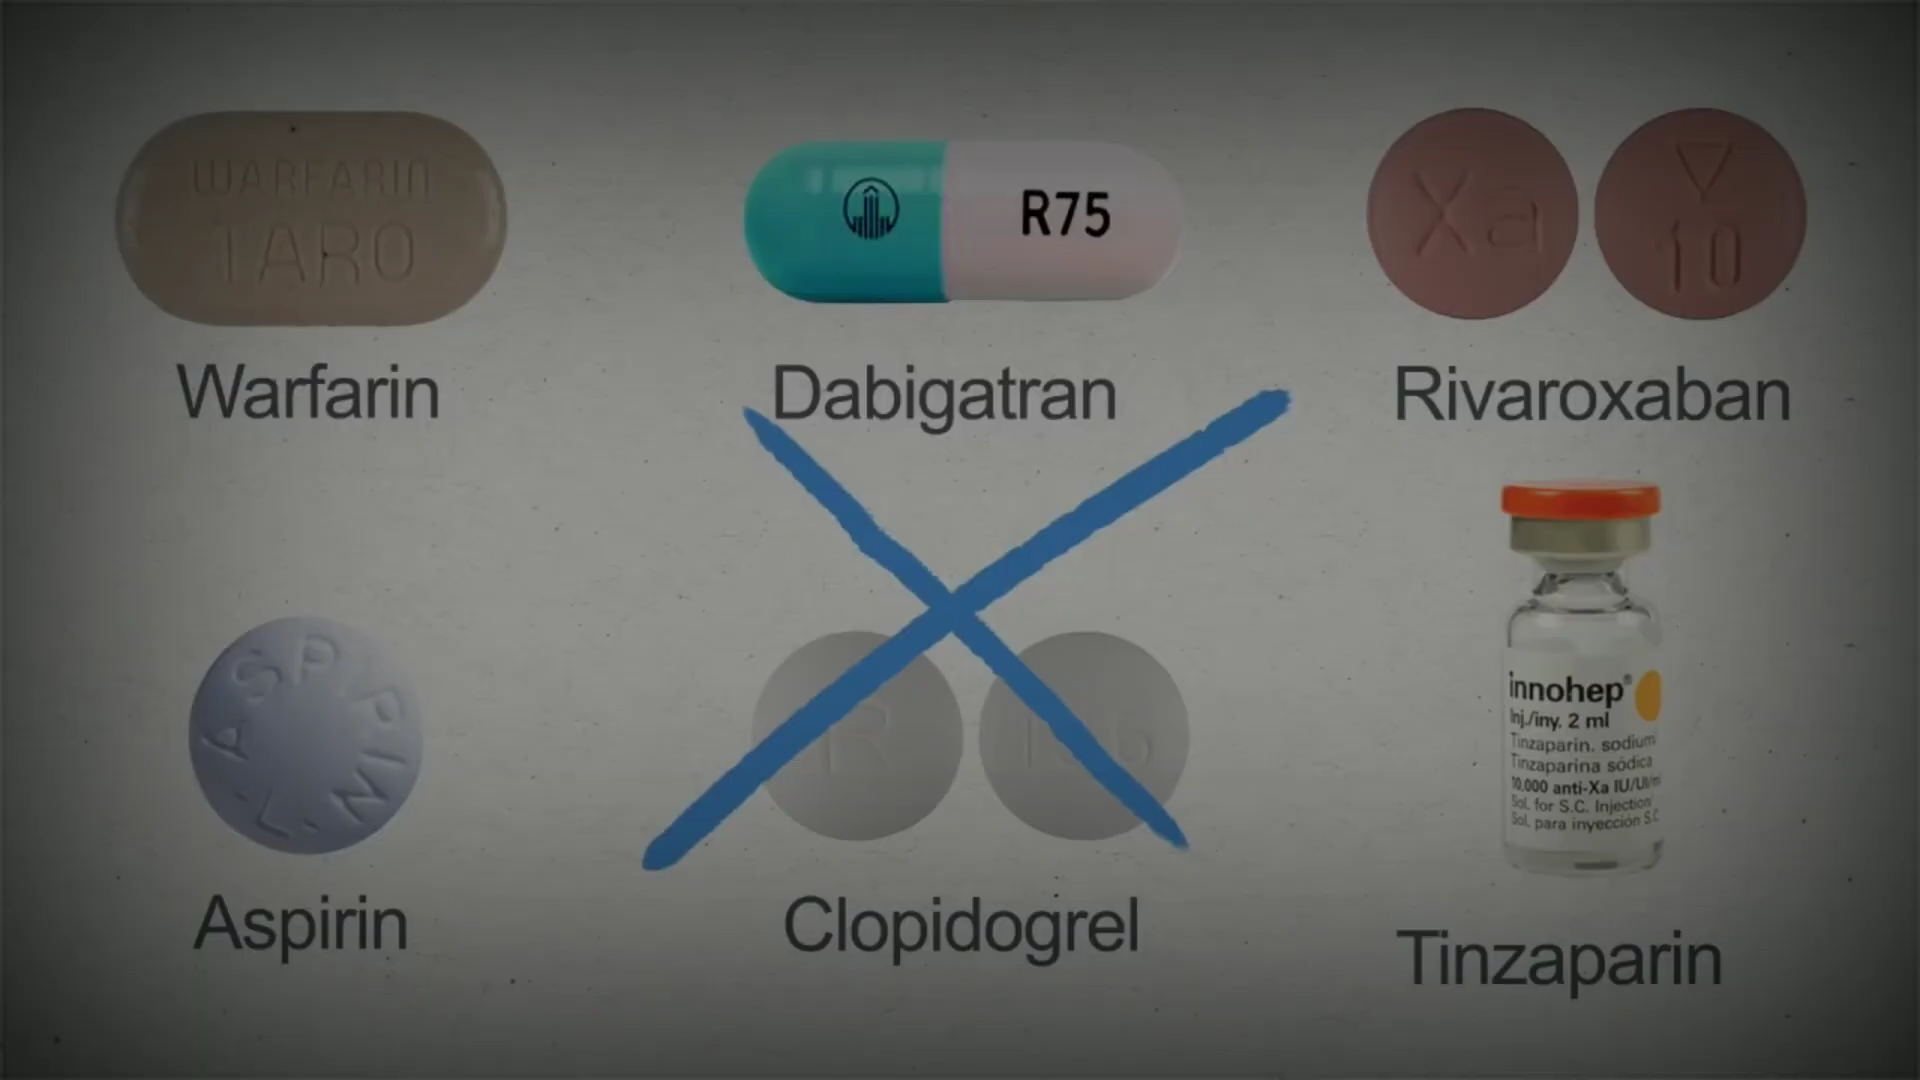 WARFARIN
TARO
R75
Xa
10
Warfarin
Dabigatran
Rivaroxaban
ASPIRIN
L
R
innohep®
Inj./iny. 2 ml
Tinzaparin. sodium
Tinzaparina sódica
10,000 anti-Xa IU/UI/ml
Sol. for S.C. Injection
Sol. para inyección S.C.
Aspirin
Clopidogrel
Tinzaparin